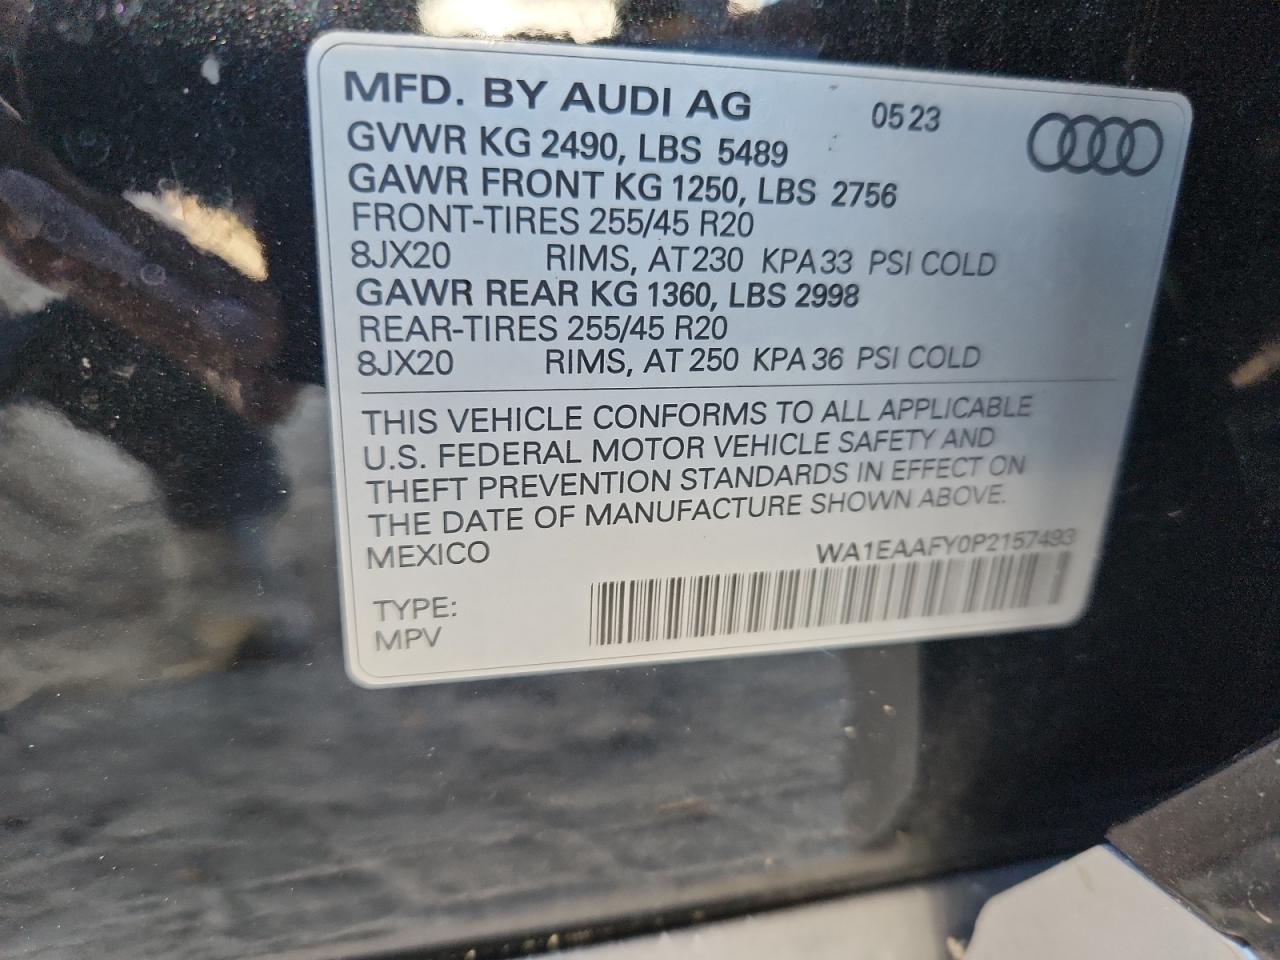 MFD. BY AUDI AG 0523
GVWR KG 2490, LBS 5489
GAWR FRONT KG 1250, LBS 2756
FRONT-TIRES 255/45 R20
8JX20 RIMS, AT 230 KPA 33 PSI COLD
GAWR REAR KG 1360, LBS 2998
REAR-TIRES 255/45 R20
8JX20 RIMS, AT 250 KPA 36 PSI COLD
THIS VEHICLE CONFORMS TO ALL APPLICABLE
U.S. FEDERAL MOTOR VEHICLE SAFETY AND
THEFT PREVENTION STANDARDS IN EFFECT ON
THE DATE OF MANUFACTURE SHOWN ABOVE.
MEXICO WA1EAAFY0P2157493
TYPE:
MPV